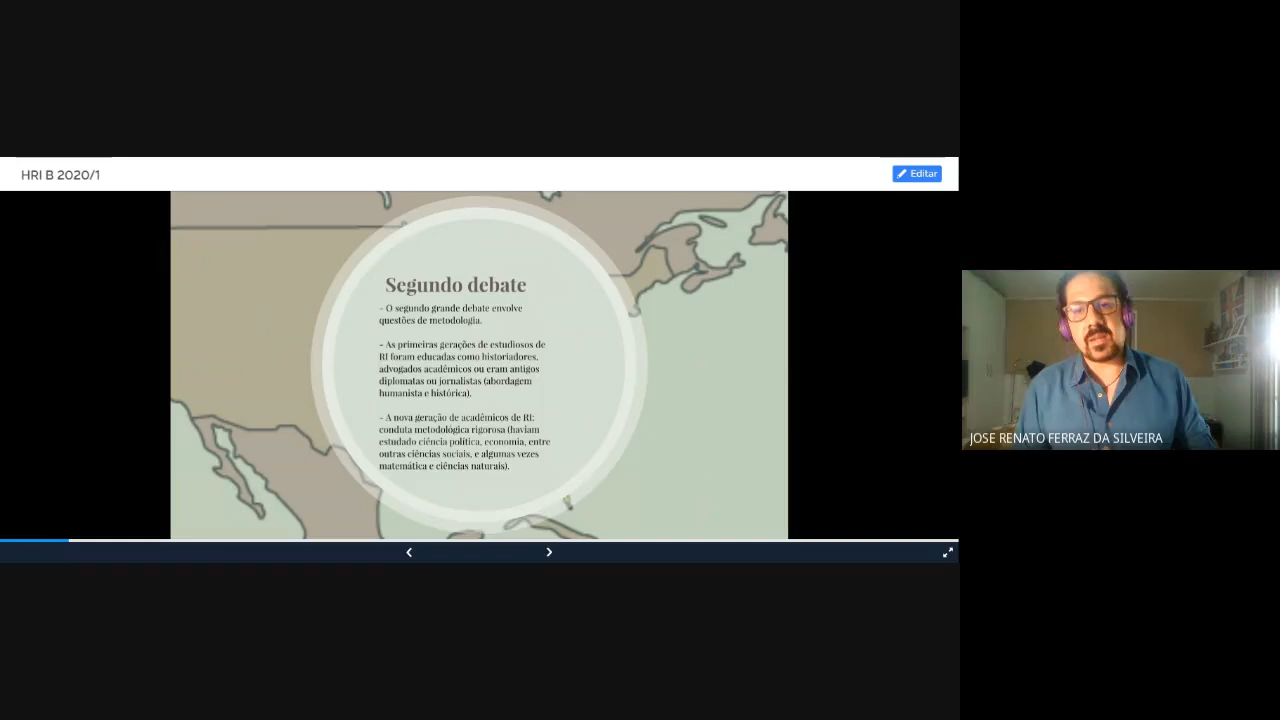 HRI B 2020/1
Editar
Segundo debate
- O segundo grande debate envolve
questões de metodologia.
- As primeiras gerações de estudiosos de
RI foram educadas como historiadores,
advogados acadêmicos ou eram antigos
diplomatas ou jornalistas (abordagem
humanista e histórica).
- A nova geração de acadêmicos de RI:
conduta metodológica rigorosa (haviam
estudado ciência política, economia, entre
outras ciências sociais, e algumas vezes
matemática e ciências naturais).
JOSE RENATO FERRAZ DA SILVEIRA